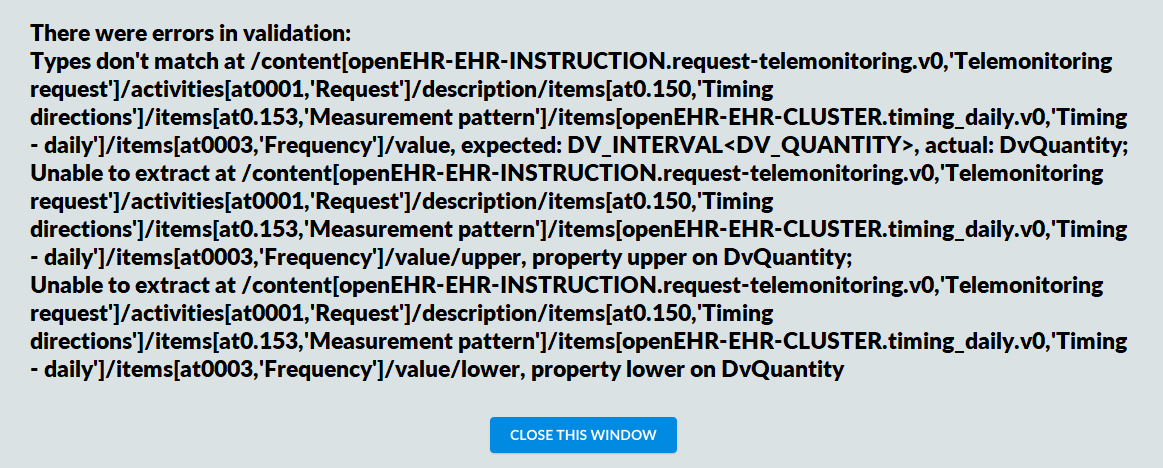 There were errors in validation:
Types don't match at /content[openEHR-EHR-INSTRUCTION.request-telemonitoring.v0,'Telemonitoring
request']/activities[at0001,'Request']/description/items[at0.150,'Timing
directions']/items[at0.153,'Measurement pattern']/items[openEHR-EHR-CLUSTER.timing_daily.v0,'Timing
- daily']/items[at0003,'Frequency']/value, expected: DV_INTERVAL<DV_QUANTITY>, actual: DvQuantity;
Unable to extract at /content[openEHR-EHR-INSTRUCTION.request-telemonitoring.v0,'Telemonitoring
request']/activities[at0001,'Request']/description/items[at0.150,'Timing
directions']/items[at0.153,'Measurement pattern']/items[openEHR-EHR-CLUSTER.timing_daily.v0,'Timing
- daily']/items[at0003,'Frequency']/value/upper, property upper on DvQuantity;
Unable to extract at /content[openEHR-EHR-INSTRUCTION.request-telemonitoring.v0,'Telemonitoring
request']/activities[at0001,'Request']/description/items[at0.150,'Timing
directions']/items[at0.153,'Measurement pattern']/items[openEHR-EHR-CLUSTER.timing_daily.v0,'Timing
- daily']/items[at0003,'Frequency']/value/lower, property lower on DvQuantity
CLOSE THIS WINDOW